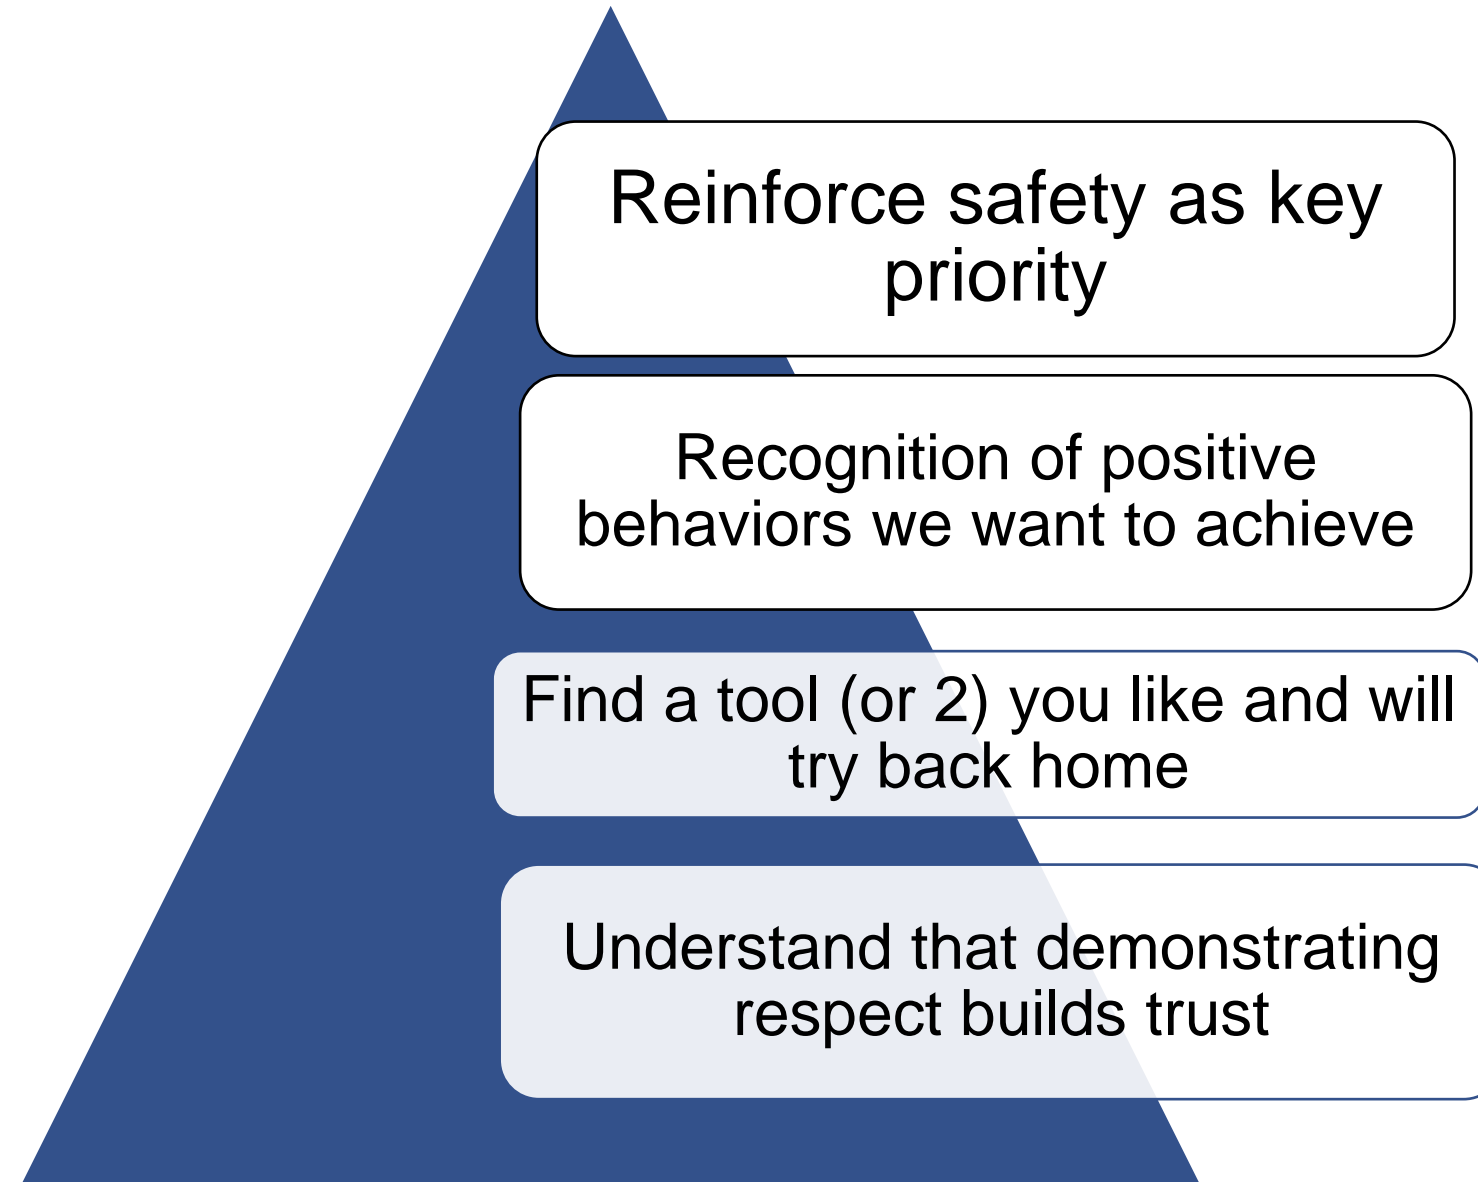 Reinforce safety as key
priority
Recognition of positive
behaviors we want to achieve
Find a tool (or 2) you like and will
try back home
Understand that demonstrating
respect builds trust